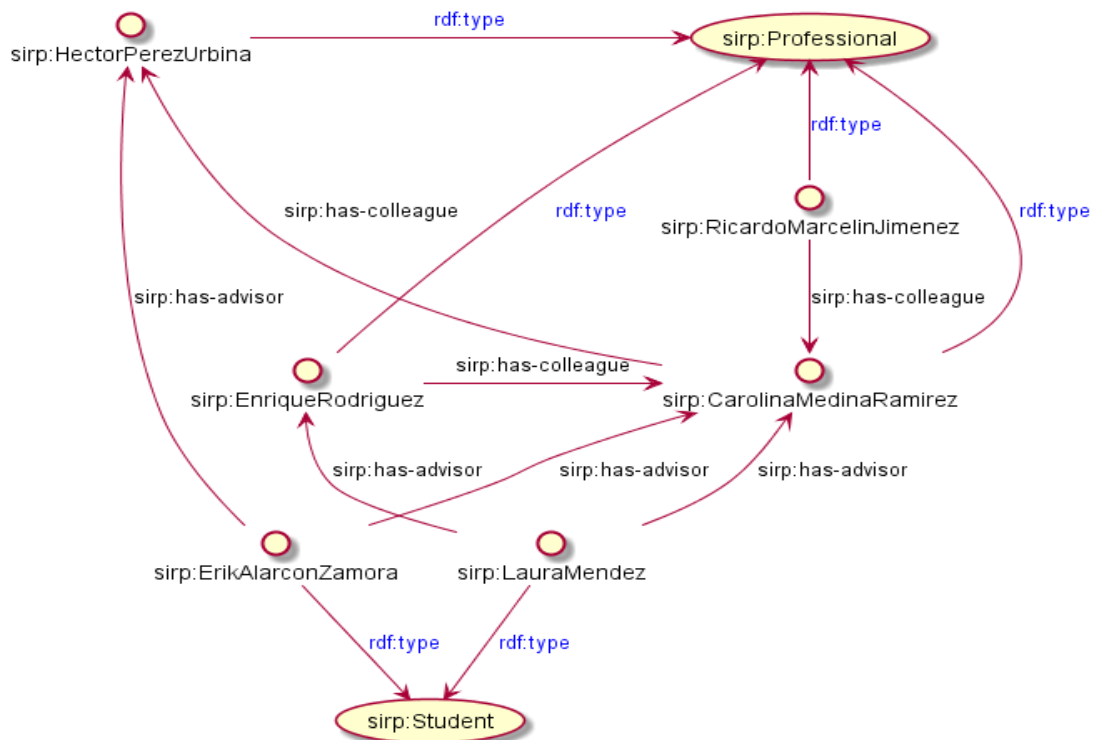 rdf:type
sirp:HectorPerezUrbina
sirp:Professional
rdf:type
sirp:has-colleague
rdf:type
rdf:type
sirp:RicardoMarcelinJimenez
sirp:has-advisor
sirp:has-colleague
sirp:has-colleague
sirp:EnriqueRodriguez
sirp:CarolinaMedinaRamirez
sirp:has-advisor
sirp:has-advisor
sirp:has-advisor
sirp:ErikAlarconZamora
sirp:LauraMendez
rdf:type
rdf:type
sirp:Student